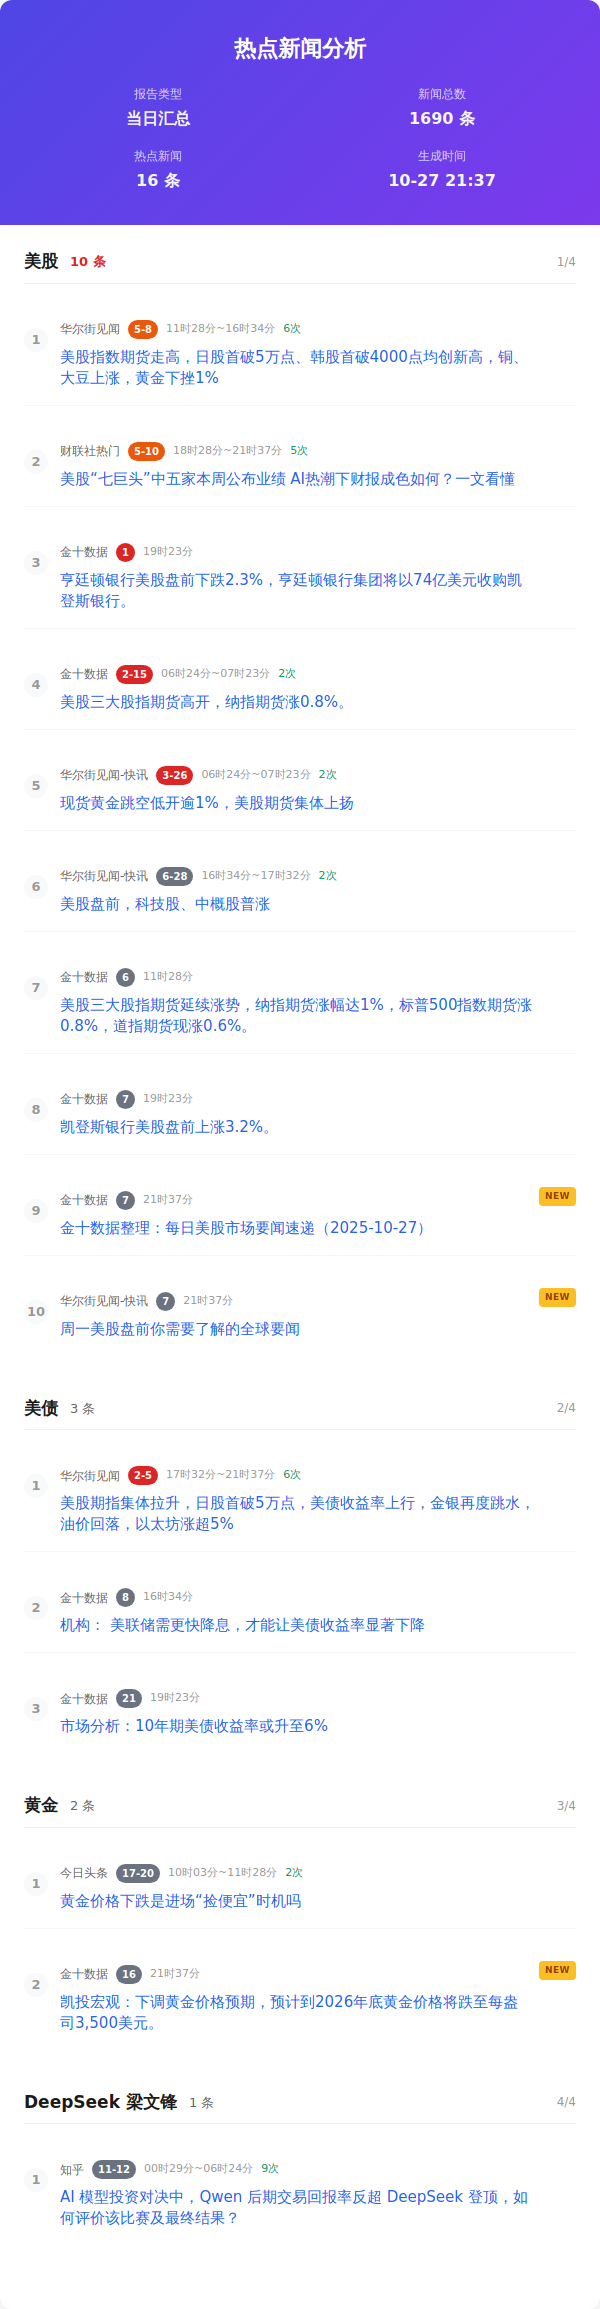 热点新闻分析
报告类型
新闻总数
当日汇总
1690 条
热点新闻
生成时间
16 条
10-27 21:37
美股 10 条 1/4
1
华尔街见闻 5-8 11时28分~16时34分 6次
美股指数期货走高，日股首破5万点、韩股首破4000点均创新高，铜、
大豆上涨，黄金下挫1%
2
财联社热门 5-10 18时28分~21时37分 5次
美股“七巨头”中五家本周公布业绩 AI热潮下财报成色如何？一文看懂
3
金十数据 1 19时23分
亨廷顿银行美股盘前下跌2.3%，亨廷顿银行集团将以74亿美元收购凯
登斯银行。
4
金十数据 2-15 06时24分~07时23分 2次
美股三大股指期货高开，纳指期货涨0.8%。
5
华尔街见闻-快讯 3-26 06时24分~07时23分 2次
现货黄金跳空低开逾1%，美股期货集体上扬
6
华尔街见闻-快讯 6-28 16时34分~17时32分 2次
美股盘前，科技股、中概股普涨
7
金十数据 6 11时28分
美股三大股指期货延续涨势，纳指期货涨幅达1%，标普500指数期货涨
0.8%，道指期货现涨0.6%。
8
金十数据 7 19时23分
凯登斯银行美股盘前上涨3.2%。
9
金十数据 7 21时37分 NEW
金十数据整理：每日美股市场要闻速递（2025-10-27）
10
华尔街见闻-快讯 7 21时37分 NEW
周一美股盘前你需要了解的全球要闻
美债 3 条 2/4
1
华尔街见闻 2-5 17时32分~21时37分 6次
美股期指集体拉升，日股首破5万点，美债收益率上行，金银再度跳水，
油价回落，以太坊涨超5%
2
金十数据 8 16时34分
机构： 美联储需更快降息，才能让美债收益率显著下降
3
金十数据 21 19时23分
市场分析：10年期美债收益率或升至6%
黄金 2 条 3/4
1
今日头条 17-20 10时03分~11时28分 2次
黄金价格下跌是进场“捡便宜”时机吗
2
金十数据 16 21时37分 NEW
凯投宏观：下调黄金价格预期，预计到2026年底黄金价格将跌至每盎
司3,500美元。
DeepSeek 梁文锋 1 条 4/4
1
知乎 11-12 00时29分~06时24分 9次
AI 模型投资对决中，Qwen 后期交易回报率反超 DeepSeek 登顶，如
何评价该比赛及最终结果？